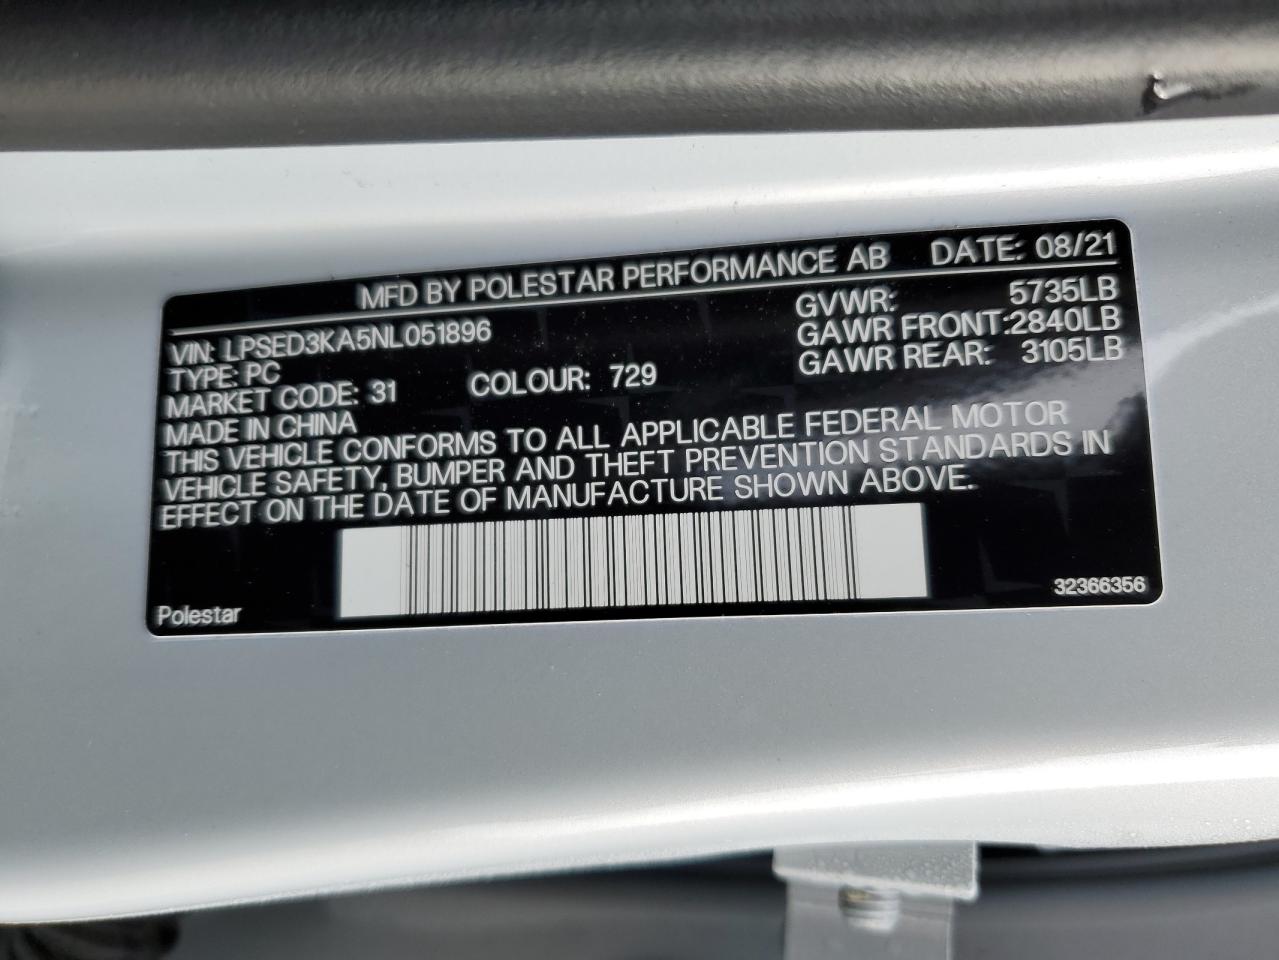 MFD BY POLESTAR PERFORMANCE AB DATE: 08/21
VIN: LPSED3KA5NL051896 GVWR: 5735LB
TYPE: PC GAWR FRONT: 2840LB
MARKET CODE: 31 COLOUR: 729 GAWR REAR: 3105LB
MADE IN CHINA
THIS VEHICLE CONFORMS TO ALL APPLICABLE FEDERAL MOTOR
VEHICLE SAFETY, BUMPER AND THEFT PREVENTION STANDARDS IN
EFFECT ON THE DATE OF MANUFACTURE SHOWN ABOVE.
Polestar 32366356